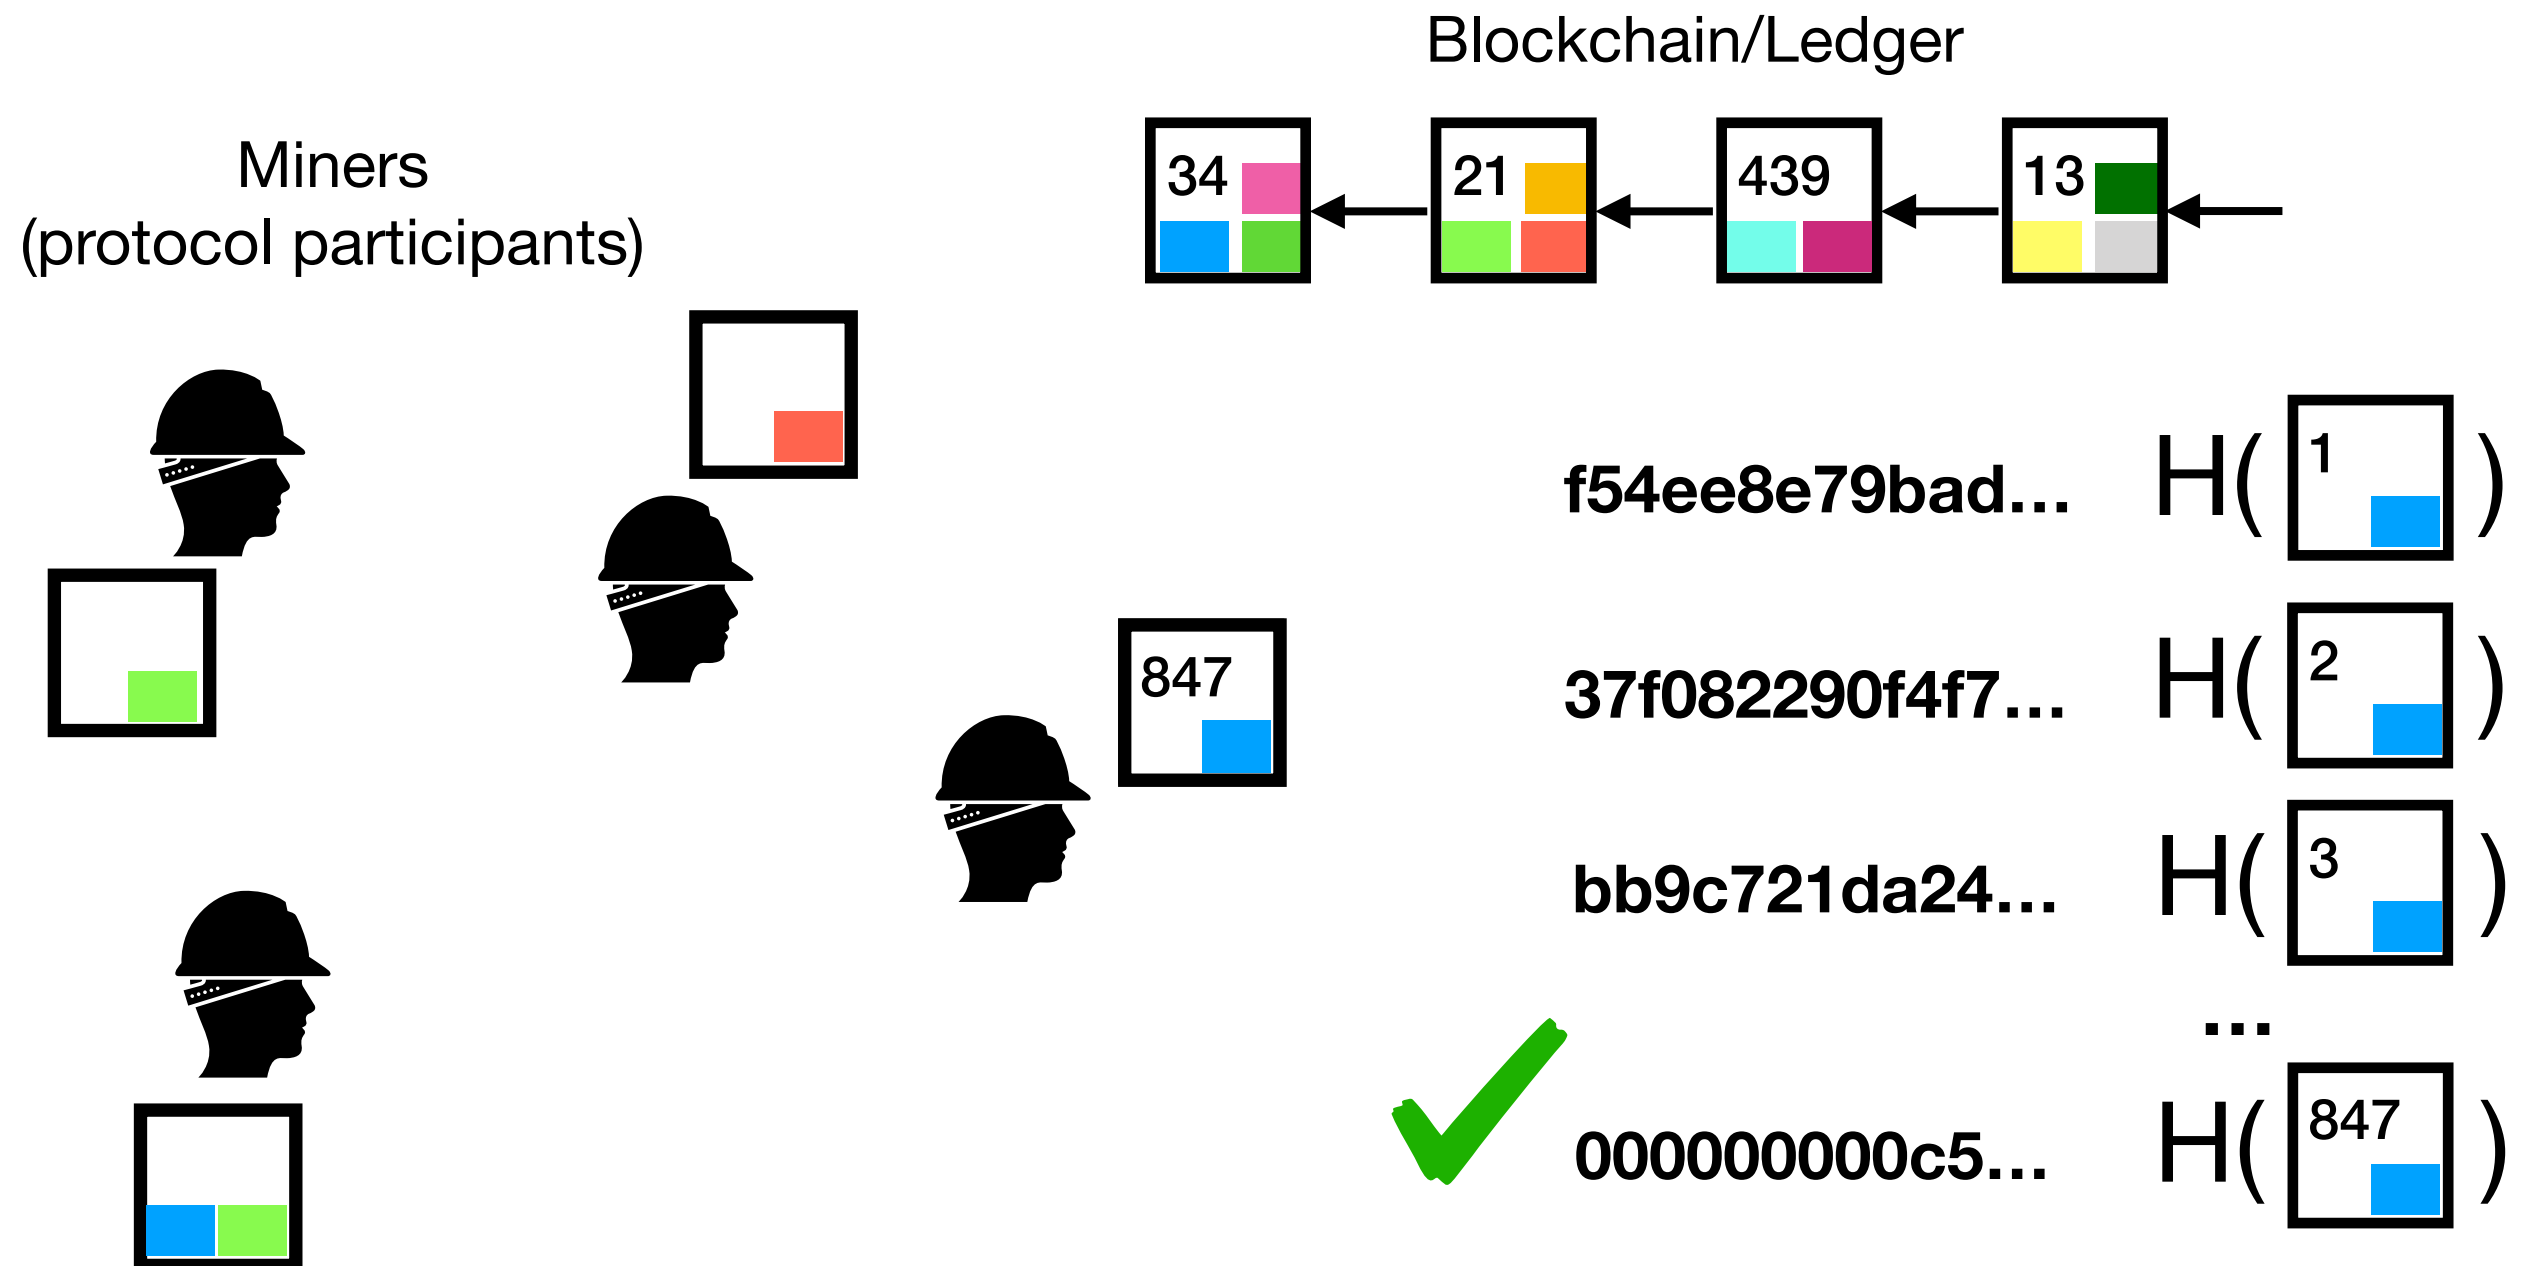 Blockchain/Ledger
Miners
(protocol participants)
34
21
439
13
847
f54ee8e79bad... H( 1 )
37f082290f4f7... H( 2 )
bb9c721da24... H( 3 )
...
000000000c5... H( 847 )